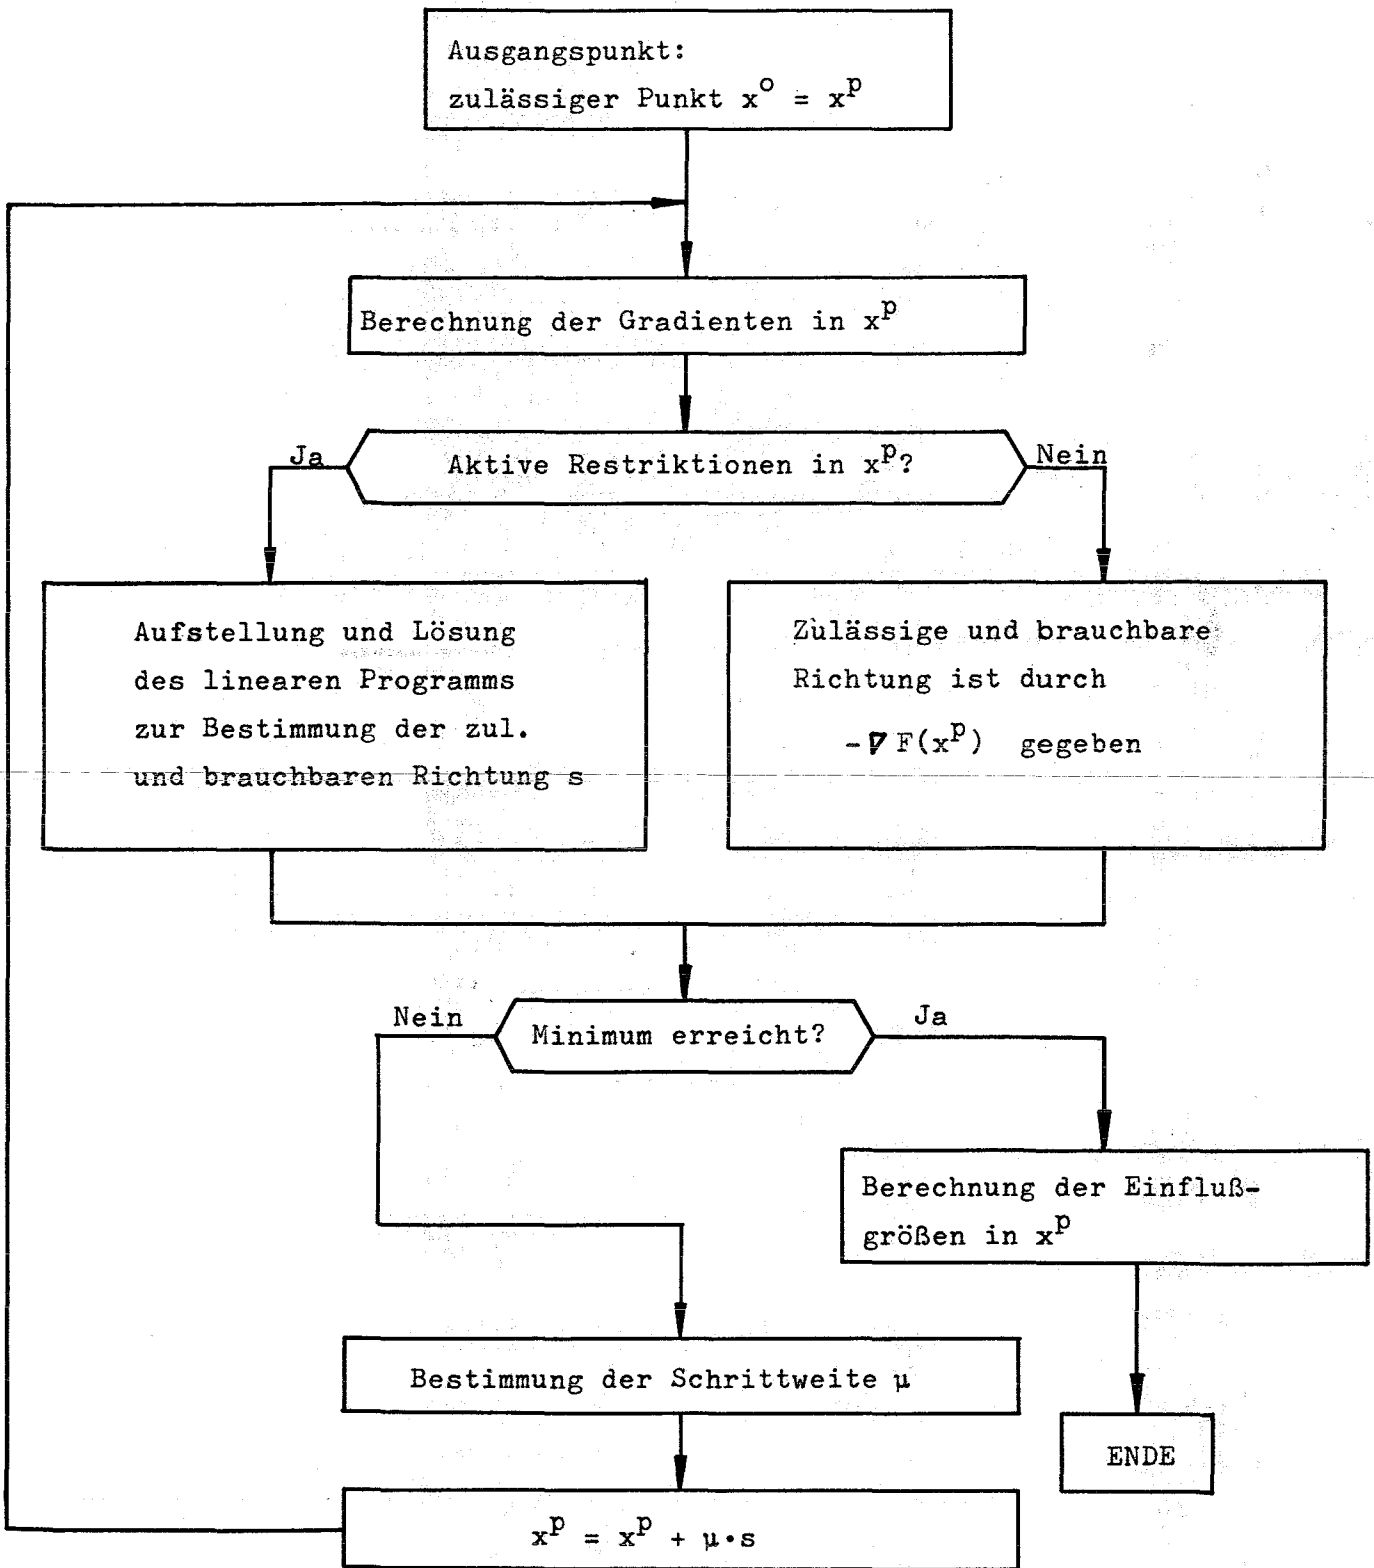 Ausgangspunkt:
zulässiger Punkt x^o = x^p
Berechnung der Gradienten in x^p
Ja
Aktive Restriktionen in x^p?
Nein
Aufstellung und Lösung
des linearen Programms
zur Bestimmung der zul.
und brauchbaren Richtung s
Zulässige und brauchbare
Richtung ist durch
-∇F(x^p) gegeben
Nein
Minimum erreicht?
Ja
Berechnung der Einfluß-
größen in x^p
Bestimmung der Schrittweite μ
ENDE
x^p = x^p + μ·s